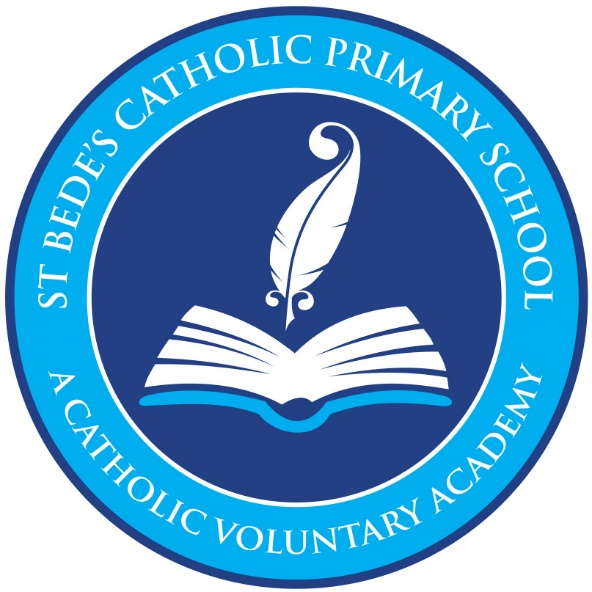 ST BEDE'S CATHOLIC PRIMARY SCHOOL
A CATHOLIC VOLUNTARY ACADEMY